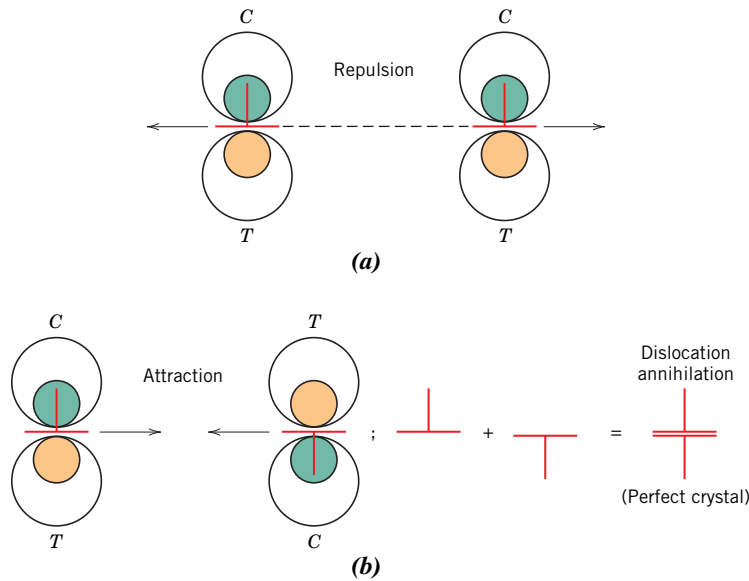 C
C
Repulsion
T
T
(a)
C
T
Attraction
Dislocation
annihilation
; + =
(Perfect crystal)
T
C
(b)